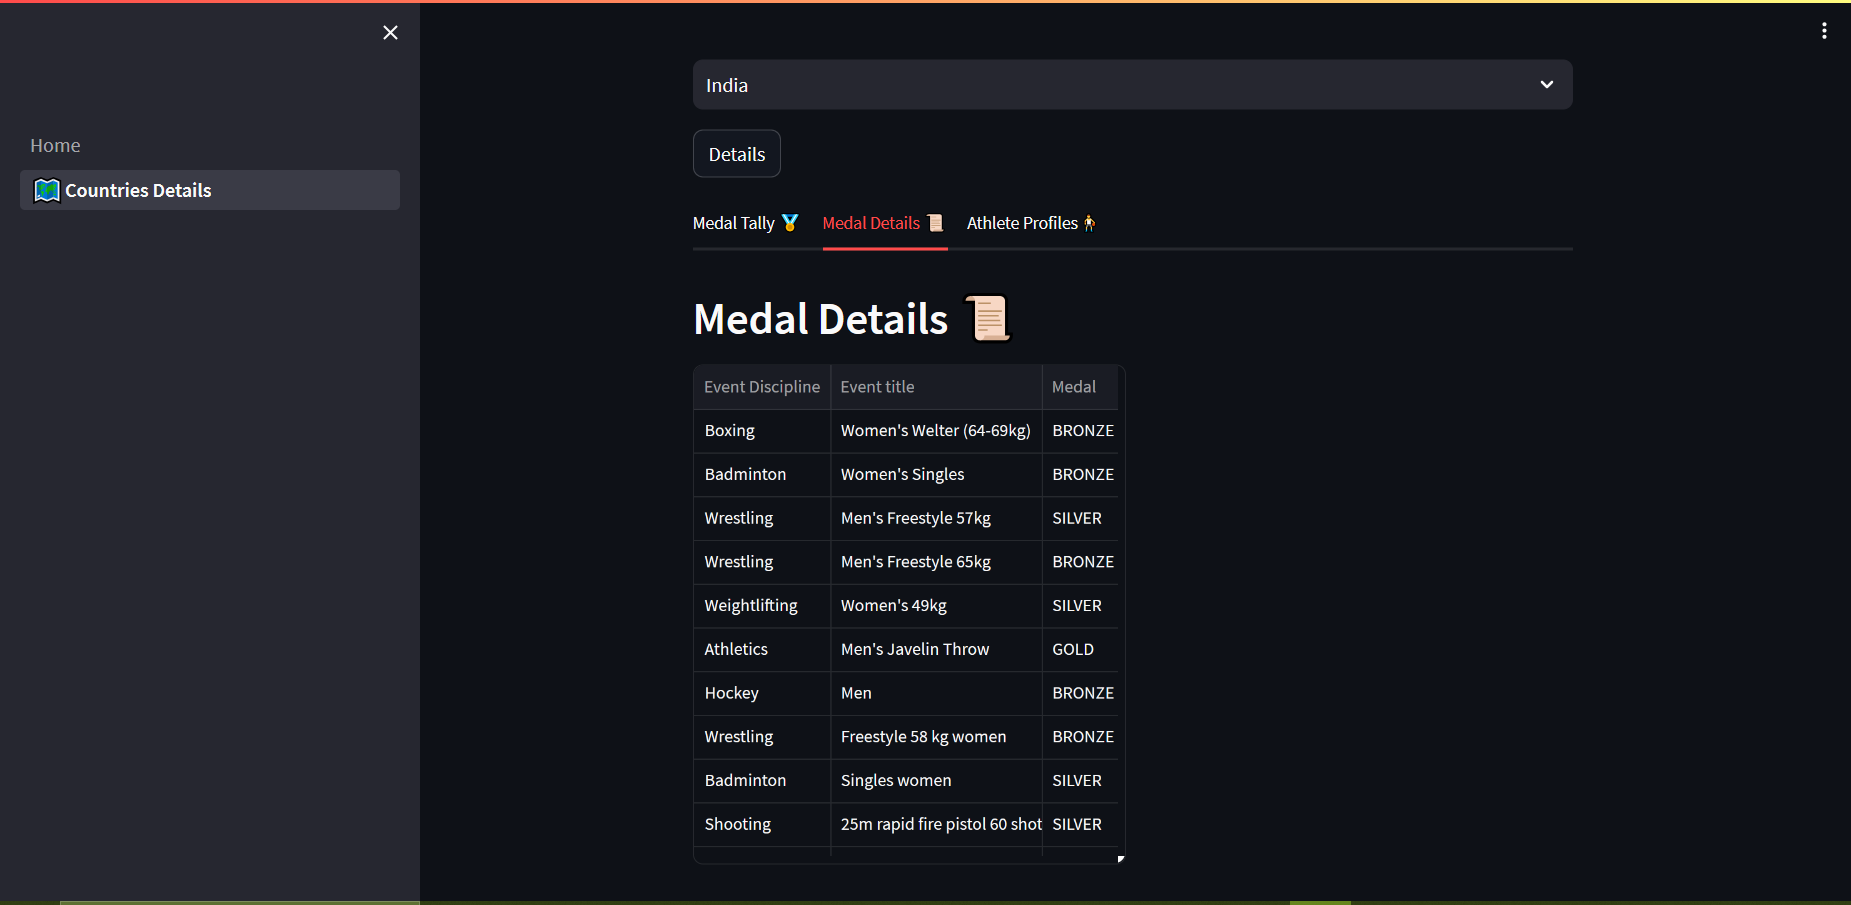 India
Home
Countries Details
Details
Medal Tally
Medal Details
Athlete Profiles
Medal Details
Event Discipline Event title Medal
Boxing Women's Welter (64-69kg) BRONZE
Badminton Women's Singles BRONZE
Wrestling Men's Freestyle 57kg SILVER
Wrestling Men's Freestyle 65kg BRONZE
Weightlifting Women's 49kg SILVER
Athletics Men's Javelin Throw GOLD
Hockey Men BRONZE
Wrestling Freestyle 58 kg women BRONZE
Badminton Singles women SILVER
Shooting 25m rapid fire pistol 60 shot SILVER